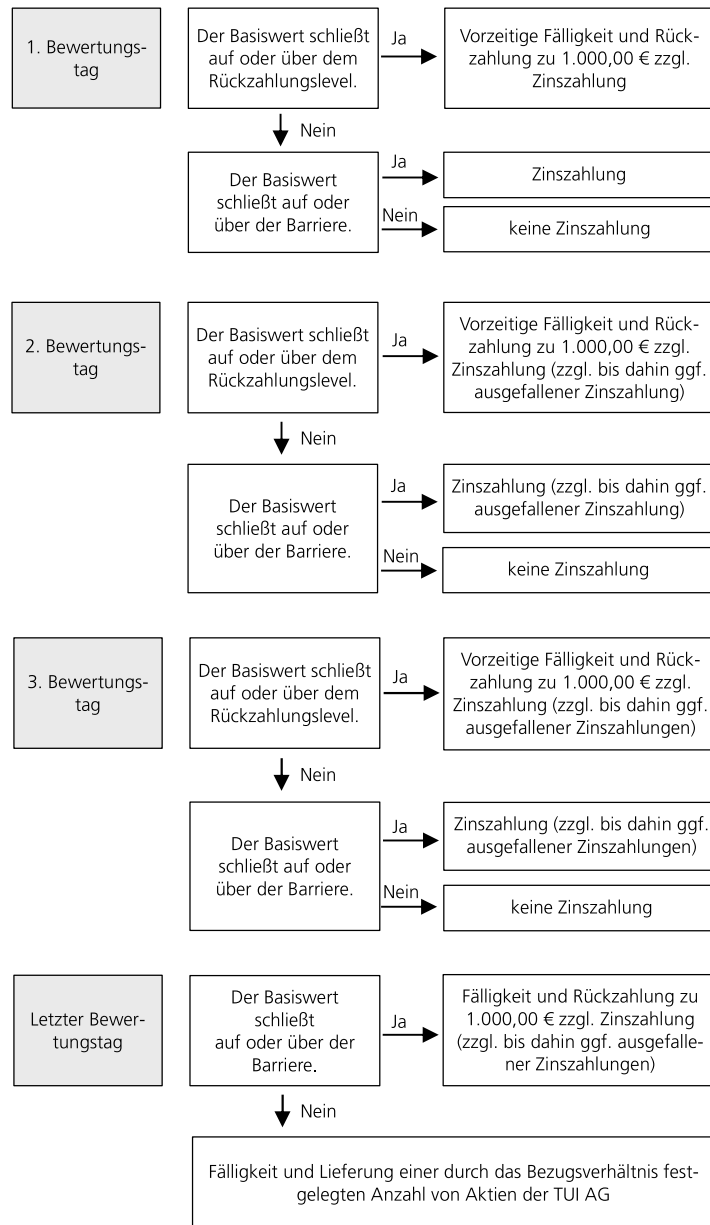 1. Bewertungs-
tag
Der Basiswert schließt
auf oder über dem
Rückzahlungslevel.
Ja
Vorzeitige Fälligkeit und Rück-
zahlung zu 1.000,00 € zzgl.
Zinszahlung
Nein
Der Basiswert
schließt auf oder
über der Barriere.
Ja
Zinszahlung
Nein
keine Zinszahlung
2. Bewertungs-
tag
Der Basiswert schließt
auf oder über dem
Rückzahlungslevel.
Ja
Vorzeitige Fälligkeit und Rück-
zahlung zu 1.000,00 € zzgl.
Zinszahlung (zzgl. bis dahin ggf.
ausgefallener Zinszahlung)
Nein
Der Basiswert
schließt auf oder
über der Barriere.
Ja
Zinszahlung (zzgl. bis dahin ggf.
ausgefallener Zinszahlung)
Nein
keine Zinszahlung
3. Bewertungs-
tag
Der Basiswert schließt
auf oder über dem
Rückzahlungslevel.
Ja
Vorzeitige Fälligkeit und Rück-
zahlung zu 1.000,00 € zzgl.
Zinszahlung (zzgl. bis dahin ggf.
ausgefallener Zinszahlungen)
Nein
Der Basiswert
schließt auf oder
über der Barriere.
Ja
Zinszahlung (zzgl. bis dahin ggf.
ausgefallener Zinszahlungen)
Nein
keine Zinszahlung
Letzter Bewer-
tungstag
Der Basiswert
schließt
auf oder über der
Barriere.
Ja
Fälligkeit und Rückzahlung zu
1.000,00 € zzgl. Zinszahlung
(zzgl. bis dahin ggf. ausgefalle-
ner Zinszahlungen)
Nein
Fälligkeit und Lieferung einer durch das Bezugsverhältnis fest-
gelegten Anzahl von Aktien der TUI AG